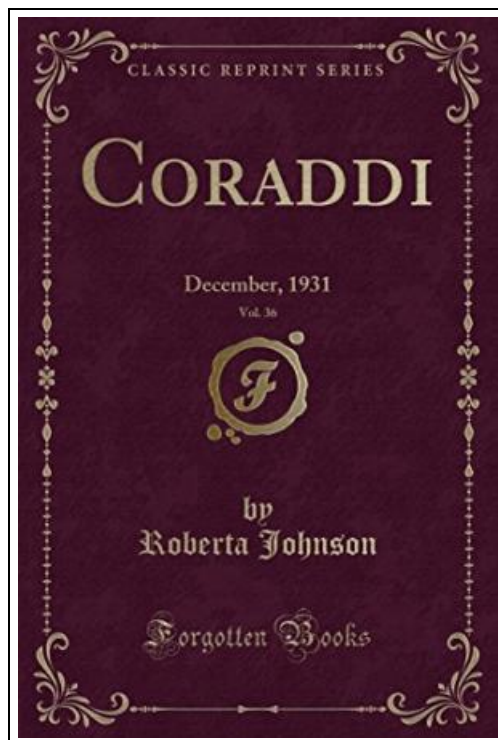 CLASSIC REPRINT SERIES
CORADDI
December, 1931
Vol. 36
F
by
Roberta Johnson
Forgotten Books